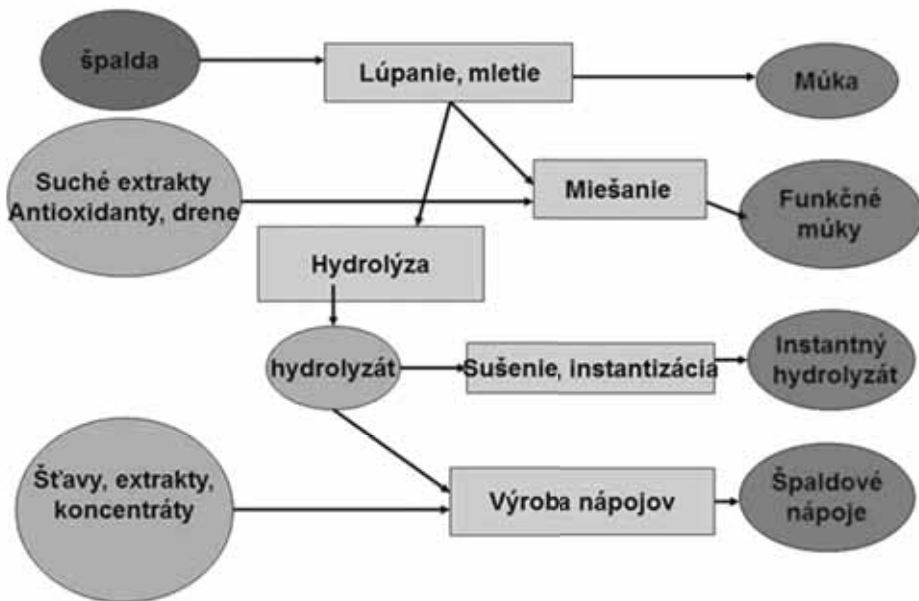 špalda
Lúpanie, mletie
Múka
Suché extrakty
Antioxidanty, drene
Miešanie
Funkčné
múky
Hydrolýza
hydrolyzát
Sušenie, instantizácia
Instantný
hydrolyzát
Šťavy, extrakty,
koncentráty
Výroba nápojov
Špaldové
nápoje